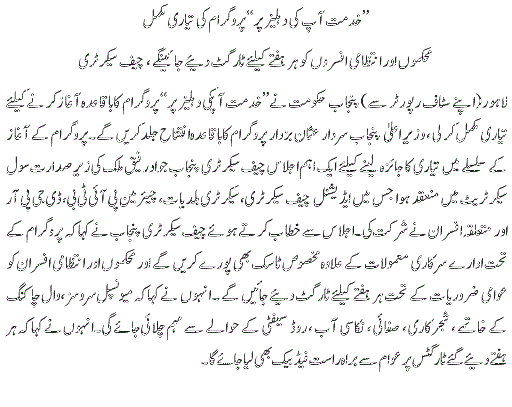 ”خدمت آپ کی دہلیز پر“ پروگرام کی تیاری مکمل
محکموں اور انتظامی افسروں کو ہر ہفتے کیلئے ٹارگٹ دیئے جائینگے، چیف سیکرٹری
لاہور (اپنے سٹاف رپورٹر سے) پنجاب حکومت نے ”خدمت آپکی دہلیز پر“ پروگرام کا باقاعدہ آغاز کرنے کیلئے
تیاری مکمل کر لی، وزیراعلیٰ پنجاب سردار عثمان بزدار پروگرام کا باقاعدہ افتتاح جلد کریں گے۔ پروگرام کے آغاز
کے سلسلے میں تیاری کا جائزہ لینے کیلئے ایک اہم اجلاس چیف سیکرٹری پنجاب جواد رفیق ملک کی زیر صدارت سول
سیکرٹریٹ میں منعقد ہوا جس میں ایڈیشنل چیف سیکرٹری، سیکرٹری بلدیات، چیئرمین پی آئی ٹی بی، ڈی جی پی آر
اور متعلقہ افسران نے شرکت کی۔ اجلاس سے خطاب کرتے ہوئے چیف سیکرٹری پنجاب نے کہا کہ پروگرام کے
تحت ادارے سرکاری معمولات کے علاوہ مخصوص ٹاسک بھی پورے کریں گے اور محکموں اور انتظامی افسران کو
عوامی ضروریات کے تحت ہر ہفتے کیلئے ٹارگٹ دیئے جائیں گے۔ انہوں نے کہا کہ میونسپل سروسز، وال چاکنگ
کے خاتمے، شجرکاری، صفائی، نکاسی آب، روڈ سیفٹی کے حوالے سے مہم چلائی جائے گی۔ انہوں نے کہا کہ ہر
ہفتے دیئے گئے ٹارگٹس پر عوام سے براہ راست فیڈ بیک بھی لیا جائے گا۔